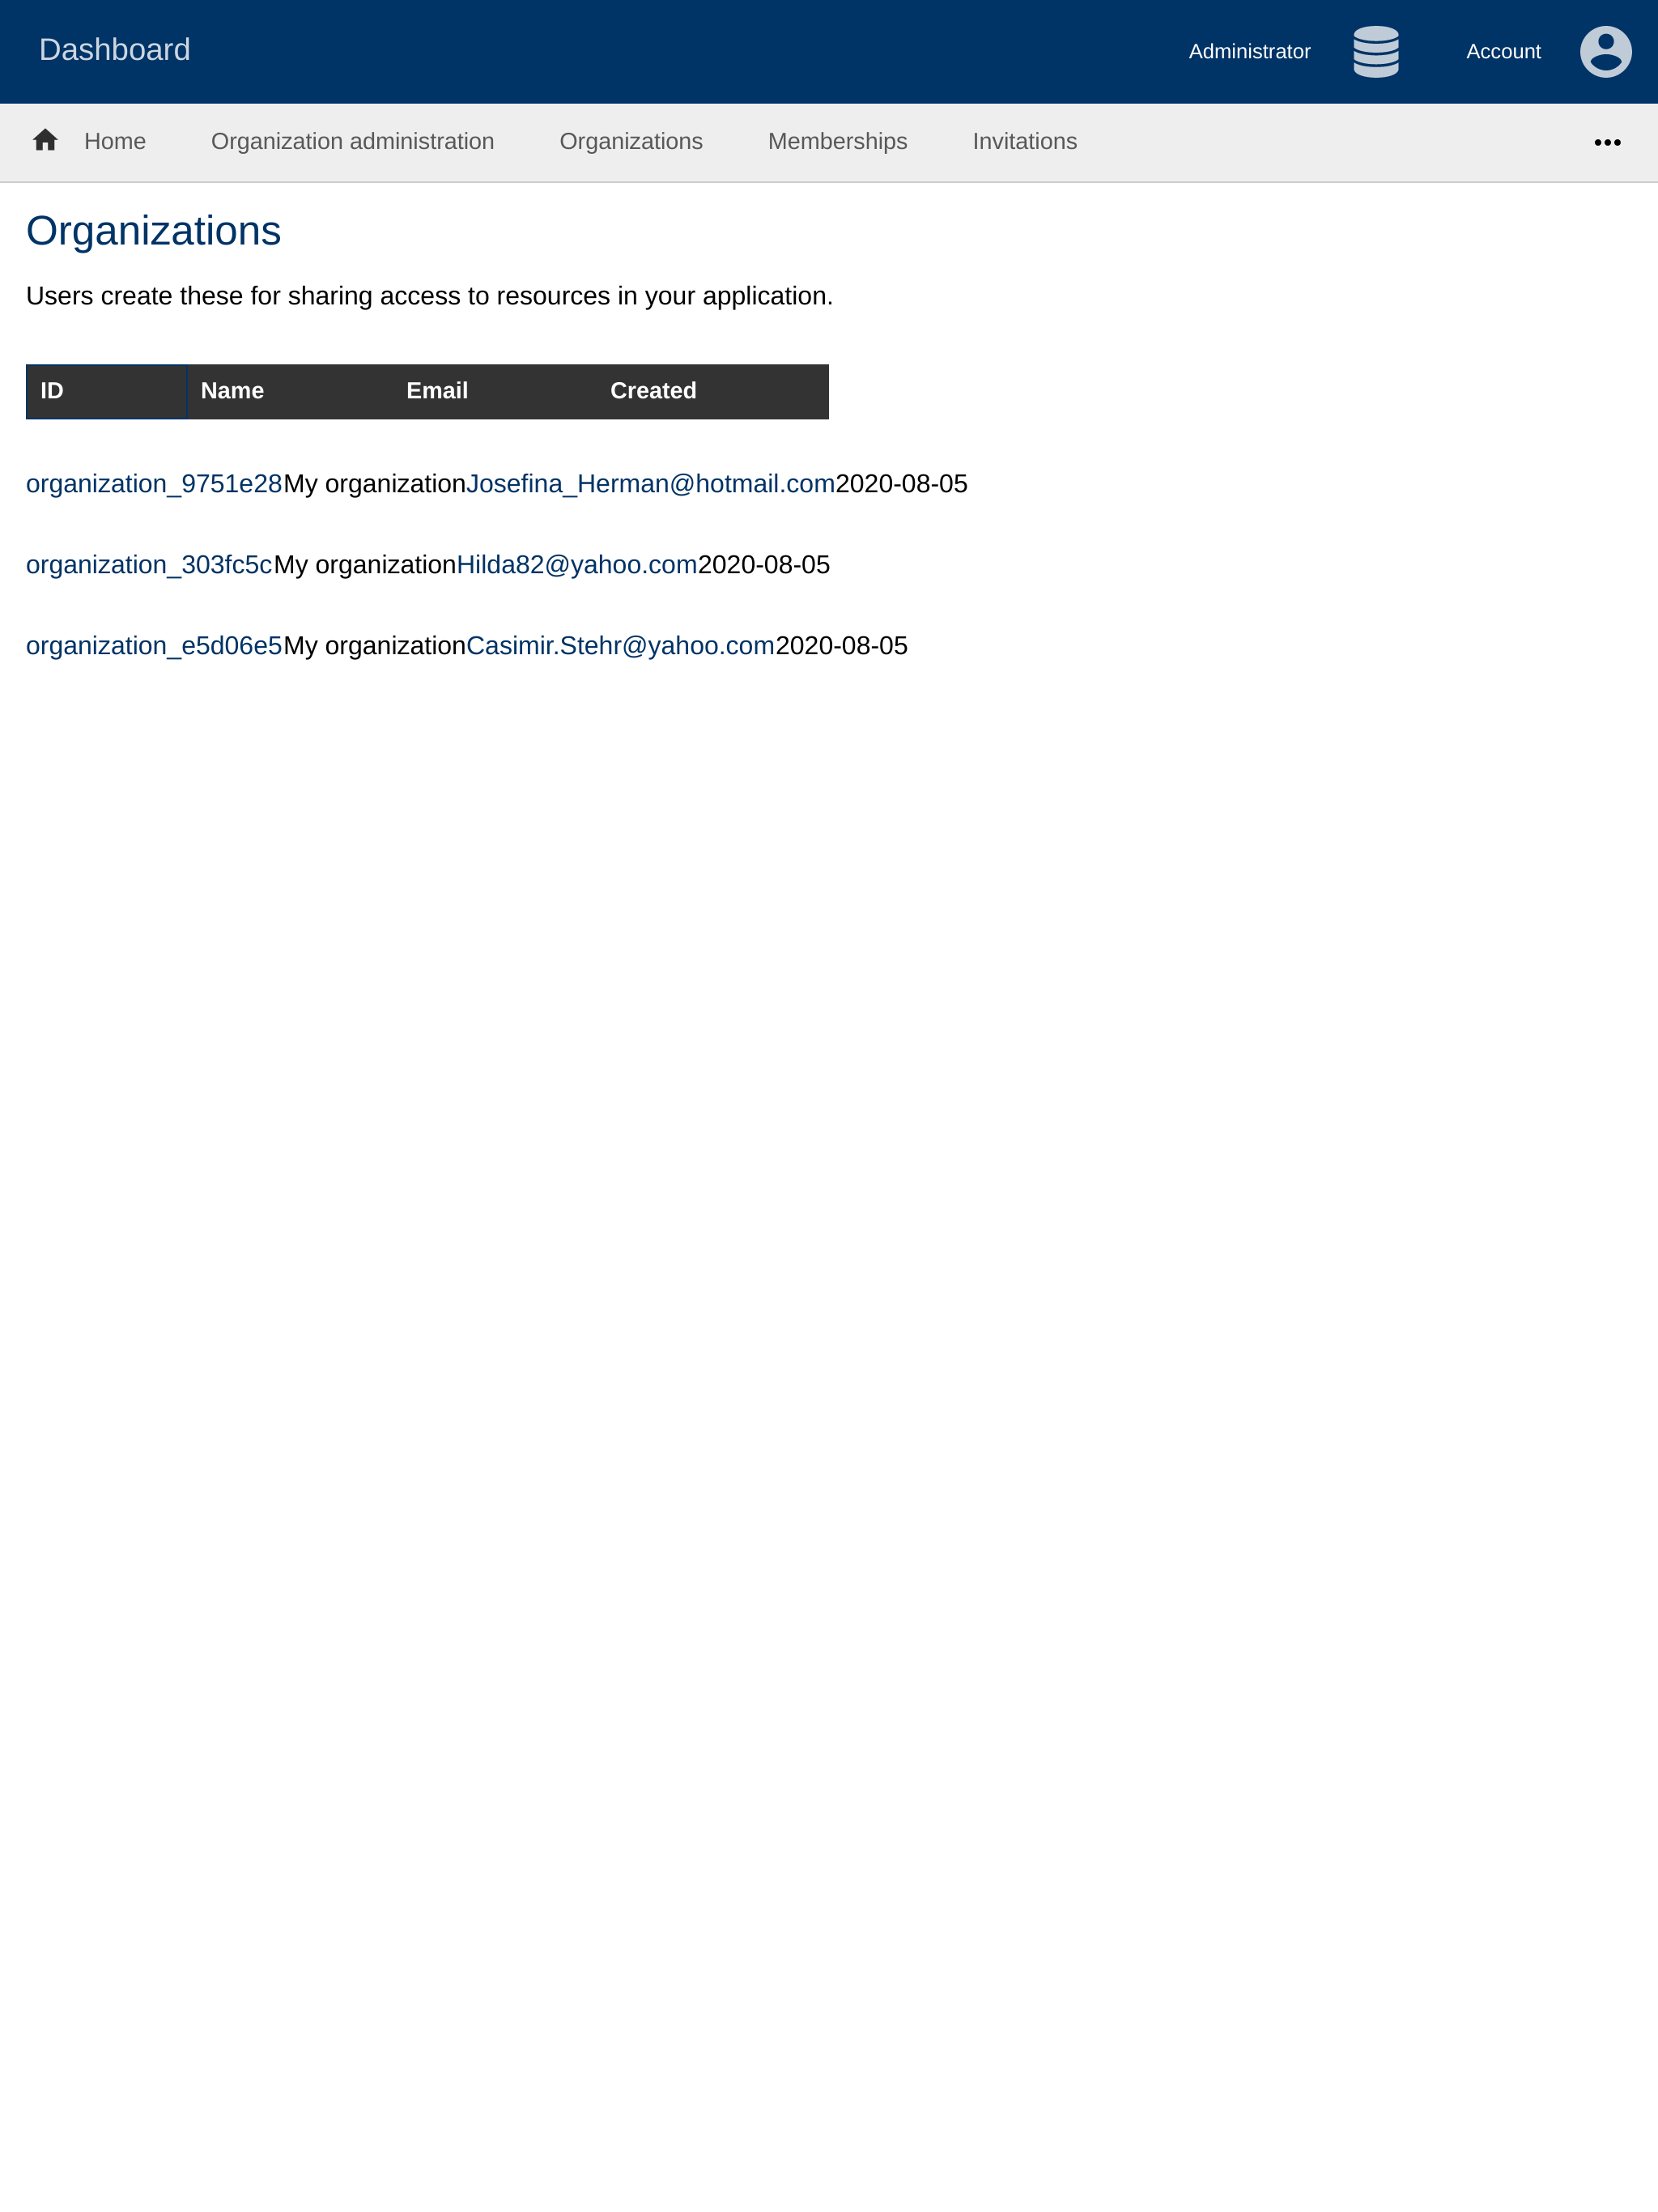 Dashboard Administrator Account
Home Organization administration Organizations Memberships Invitations
Organizations
Users create these for sharing access to resources in your application.
ID Name Email Created
organization_9751e28My organizationJosefina_Herman@hotmail.com2020-08-05
organization_303fc5cMy organizationHilda82@yahoo.com2020-08-05
organization_e5d06e5My organizationCasimir.Stehr@yahoo.com2020-08-05